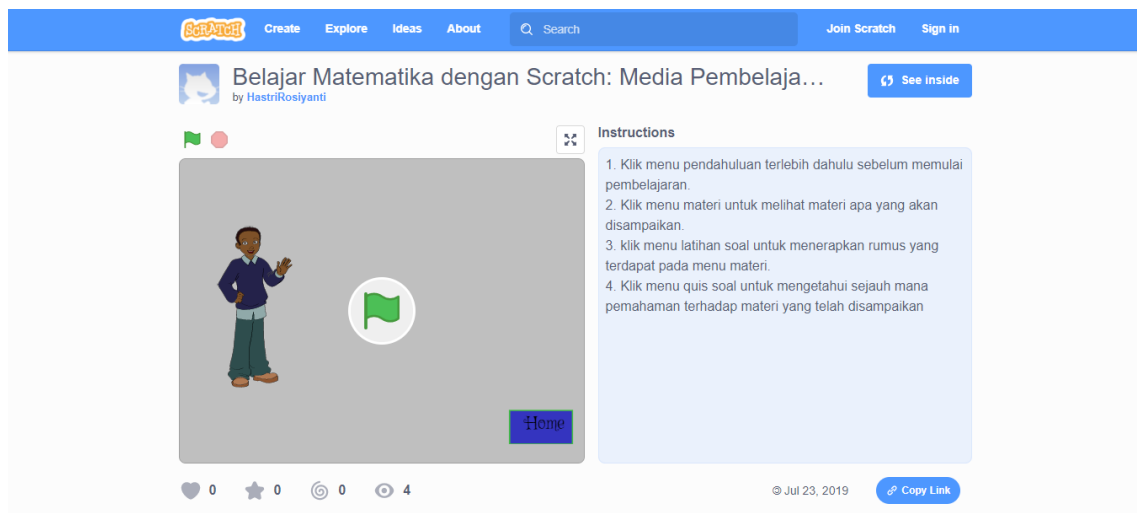 SCRATCH Create Explore Ideas About Search Join Scratch Sign in
Belajar Matematika dengan Scratch: Media Pembelaja…
by HastriRosiyanti
See inside
Instructions
1. Klik menu pendahuluan terlebih dahulu sebelum memulai
pembelajaran.
2. Klik menu materi untuk melihat materi apa yang akan
disampaikan.
3. klik menu latihan soal untuk menerapkan rumus yang
terdapat pada menu materi.
4. Klik menu quis soal untuk mengetahui sejauh mana
pemahaman terhadap materi yang telah disampaikan
Home
0 0 0 4 © Jul 23, 2019 Copy Link